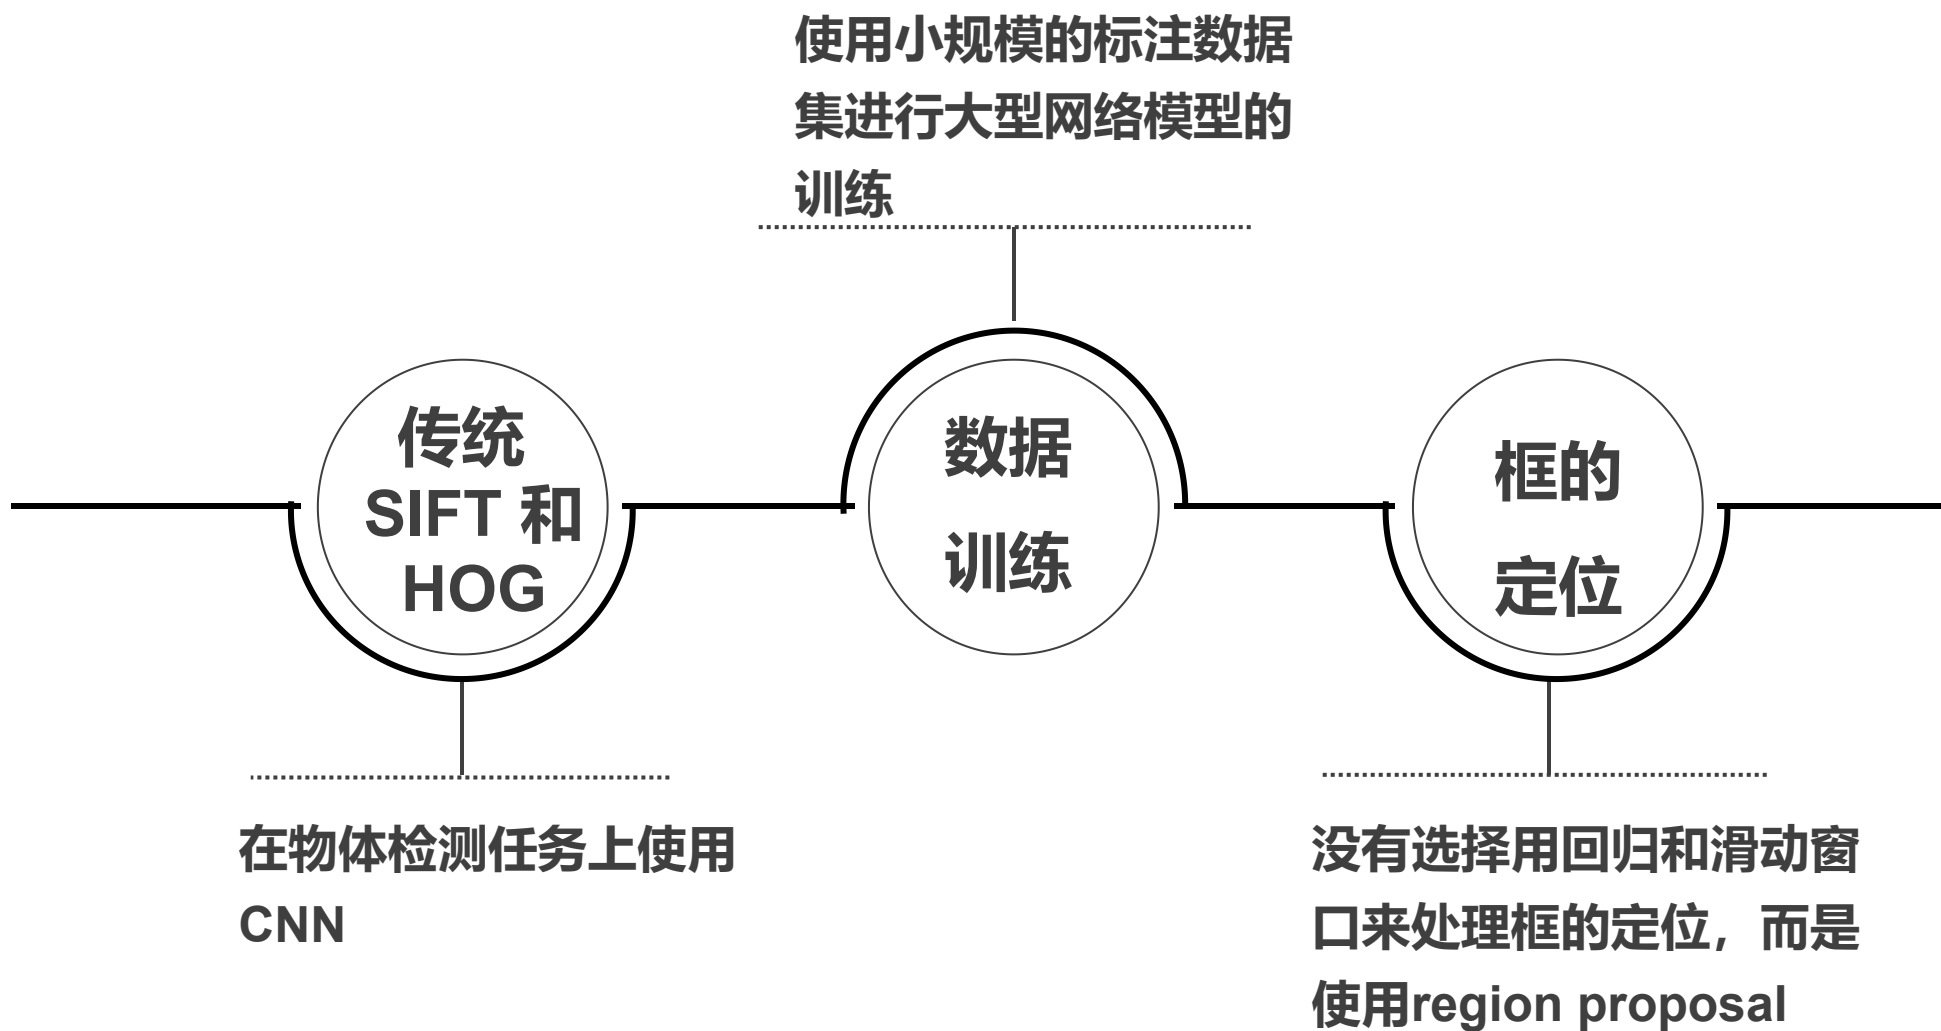 使用小规模的标注数据
集进行大型网络模型的
训练
传统
SIFT 和
HOG
数据
训练
框的
定位
在物体检测任务上使用
CNN
没有选择用回归和滑动窗
口来处理框的定位，而是
使用region proposal